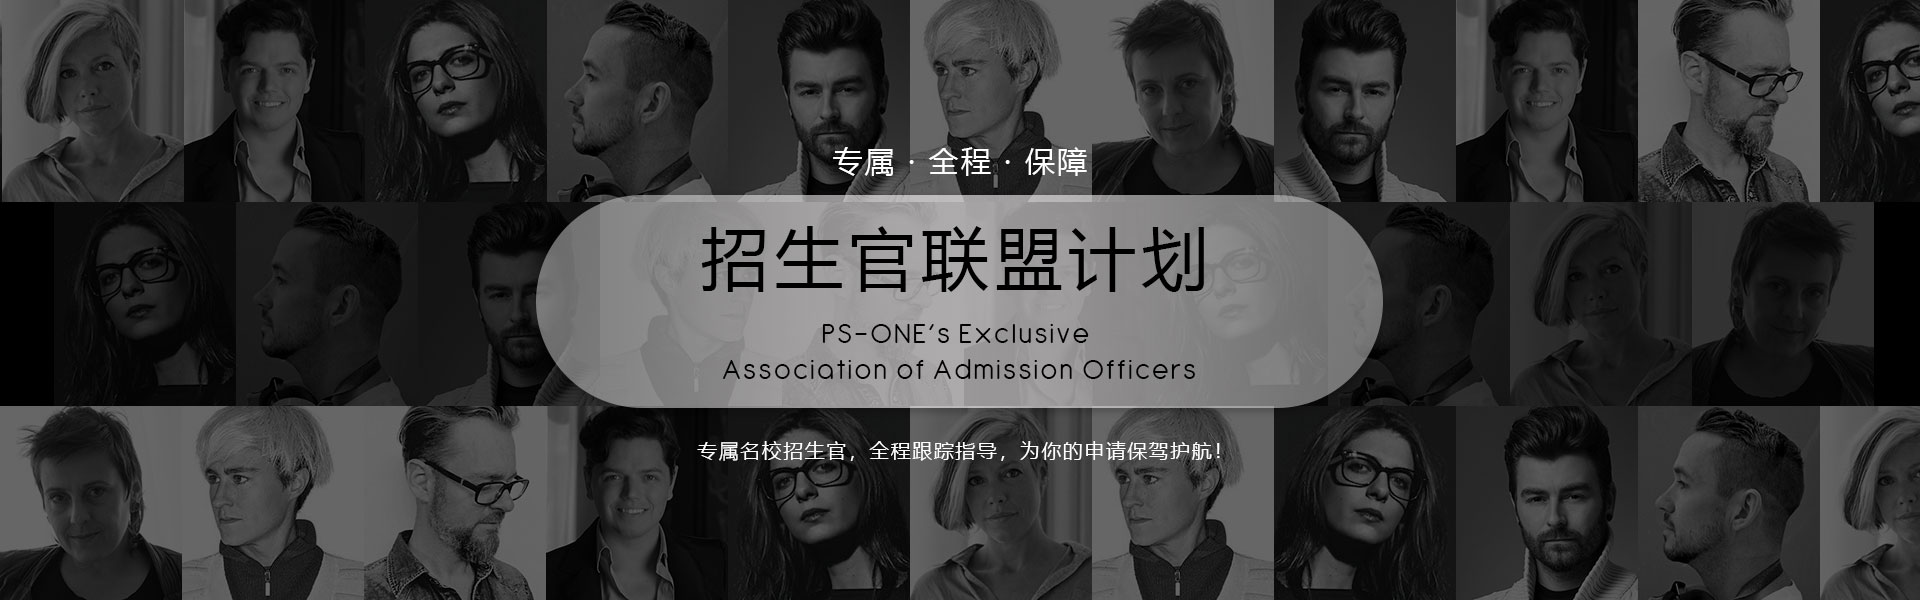 专属 · 全程 · 保障
招生官联盟计划
PS-ONE's Exclusive
Association of Admission Officers
专属名校招生官，全程跟踪指导，为你的申请保驾护航！